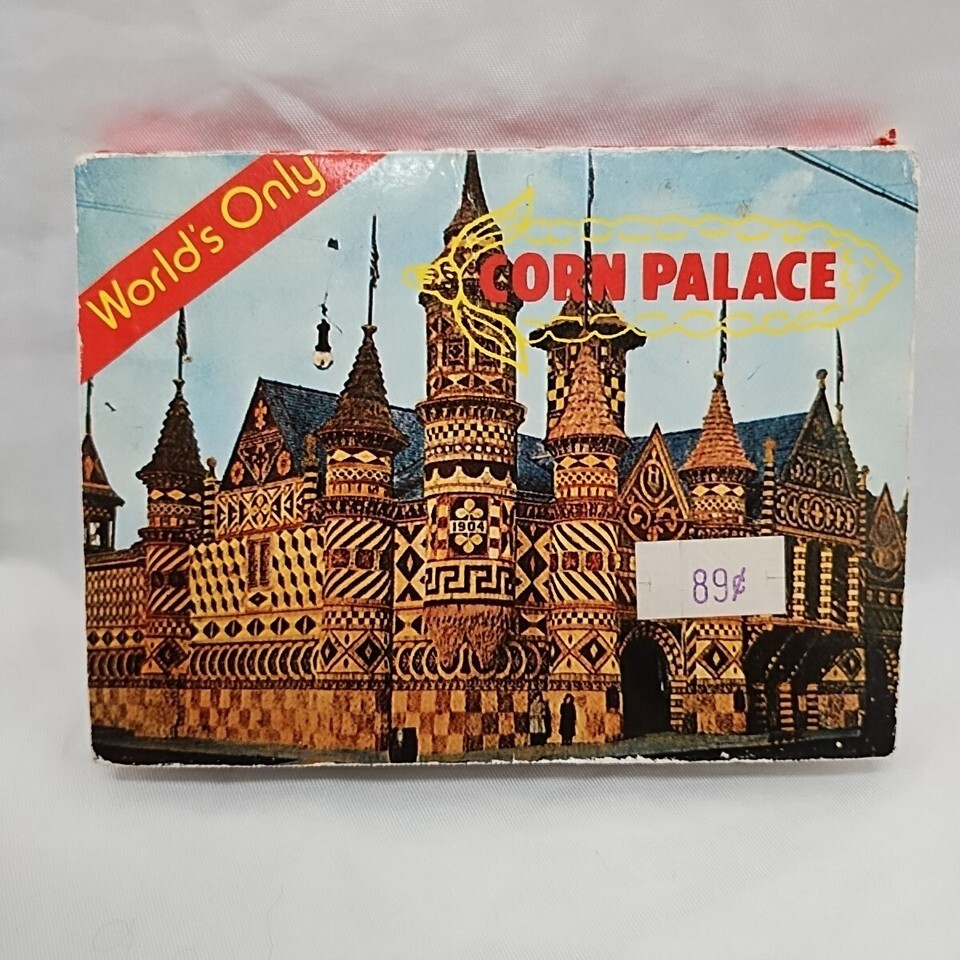 World's Only
CORN PALACE
1904
89¢